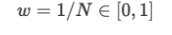 w = 1/N ∈ [0, 1]